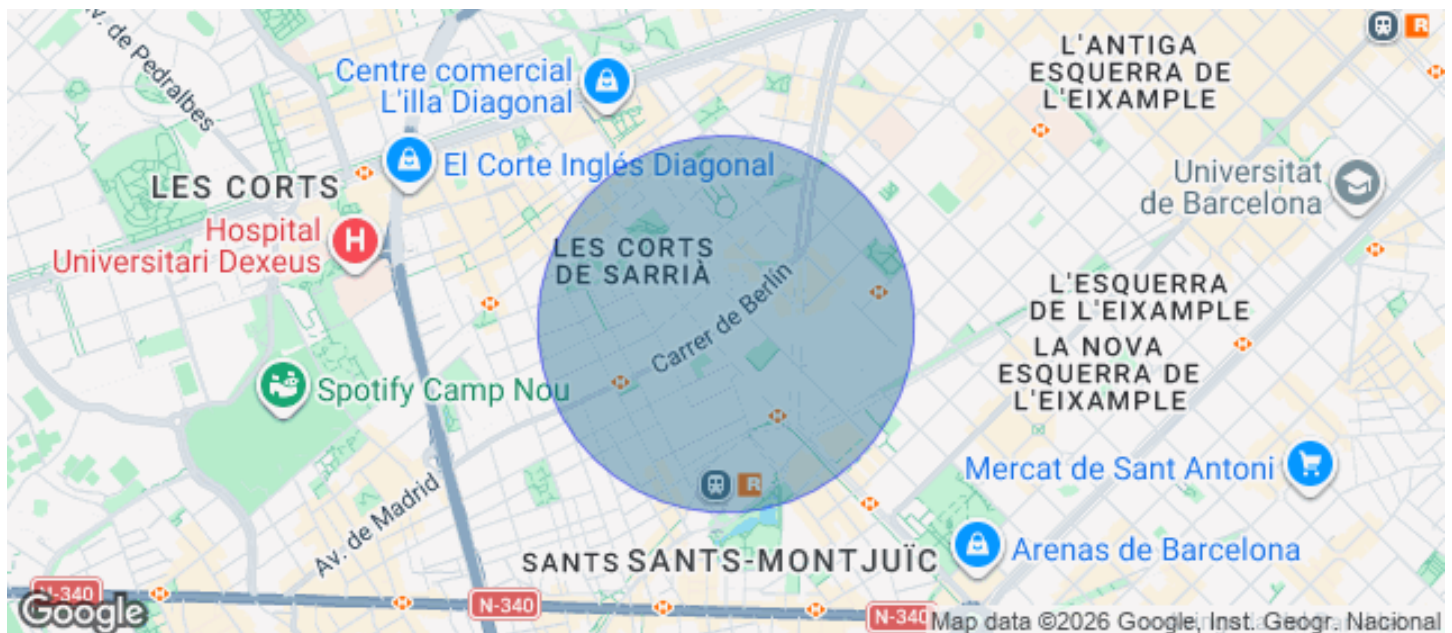 Av. de Pedralbes
Centre comercial
L'illa Diagonal
L'ANTIGA
ESQUERRA DE
L'EIXAMPLE
R
El Corte Inglés Diagonal
LES CORTS
Universitat
de Barcelona
Hospital
Universitari Dexeus
H
LES CORTS
DE SARRIÀ
Carrer de Berlín
L'ESQUERRA
DE L'EIXAMPLE
LA NOVA
ESQUERRA DE
L'EIXAMPLE
Spotify Camp Nou
Mercat de Sant Antoni
Av. de Madrid
R
SANTS
SANTS-MONTJUÏC
Arenas de Barcelona
N-340
N-340
N-340
Google
Map data ©2026 Google, Inst. Geogr. Nacional